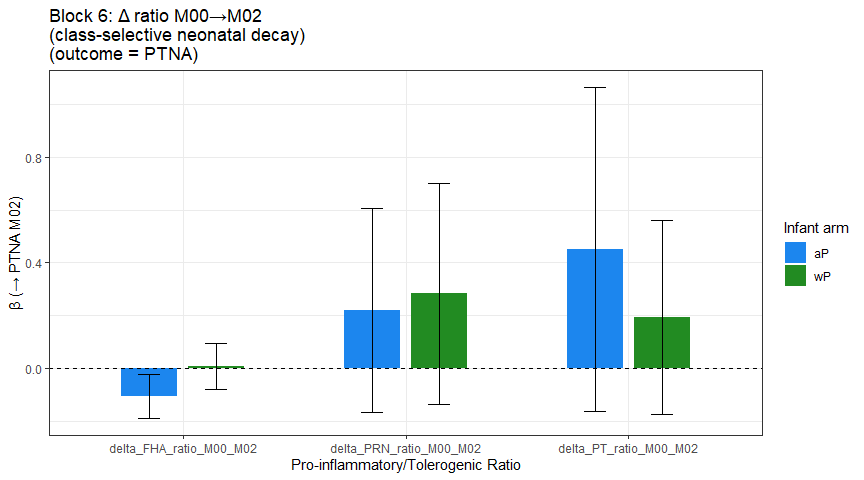 Block 6: Δ ratio M00→M02
(class-selective neonatal decay)
(outcome = PTNA)
β (→ PTNA M02)
0.8
0.4
0.0
delta_FHA_ratio_M00_M02
delta_PRN_ratio_M00_M02
delta_PT_ratio_M00_M02
Pro-inflammatory/Tolerogenic Ratio
Infant arm
aP
wP